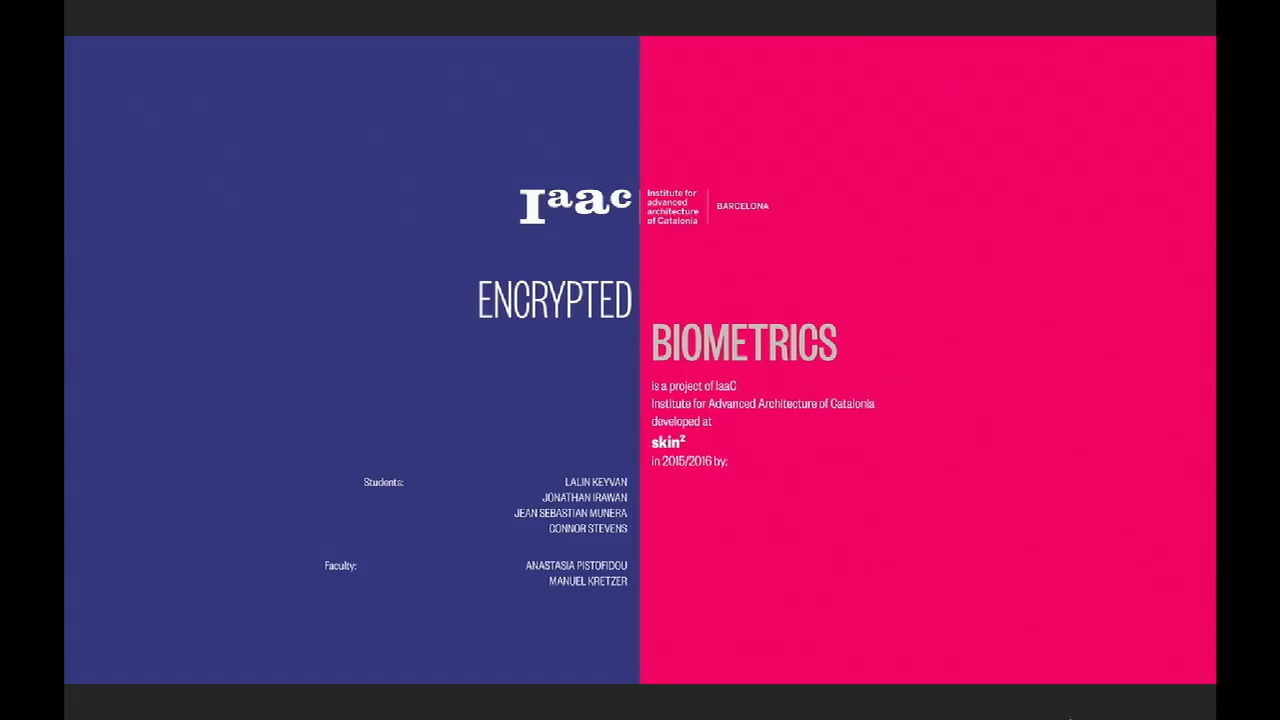 Iaac
Institute for
advanced
architecture
of Catalonia
BARCELONA
ENCRYPTED
BIOMETRICS
is a project of IaaC
Institute for Advanced Architecture of Catalonia
developed at
skin²
in 2015/2016 by:
Students: LALIN KEYVAN
JONATHAN IRAWAN
JEAN SEBASTIAN MUNERA
CONNOR STEVENS
Faculty: ANASTASIA PISTOFIDOU
MANUEL KRETZER